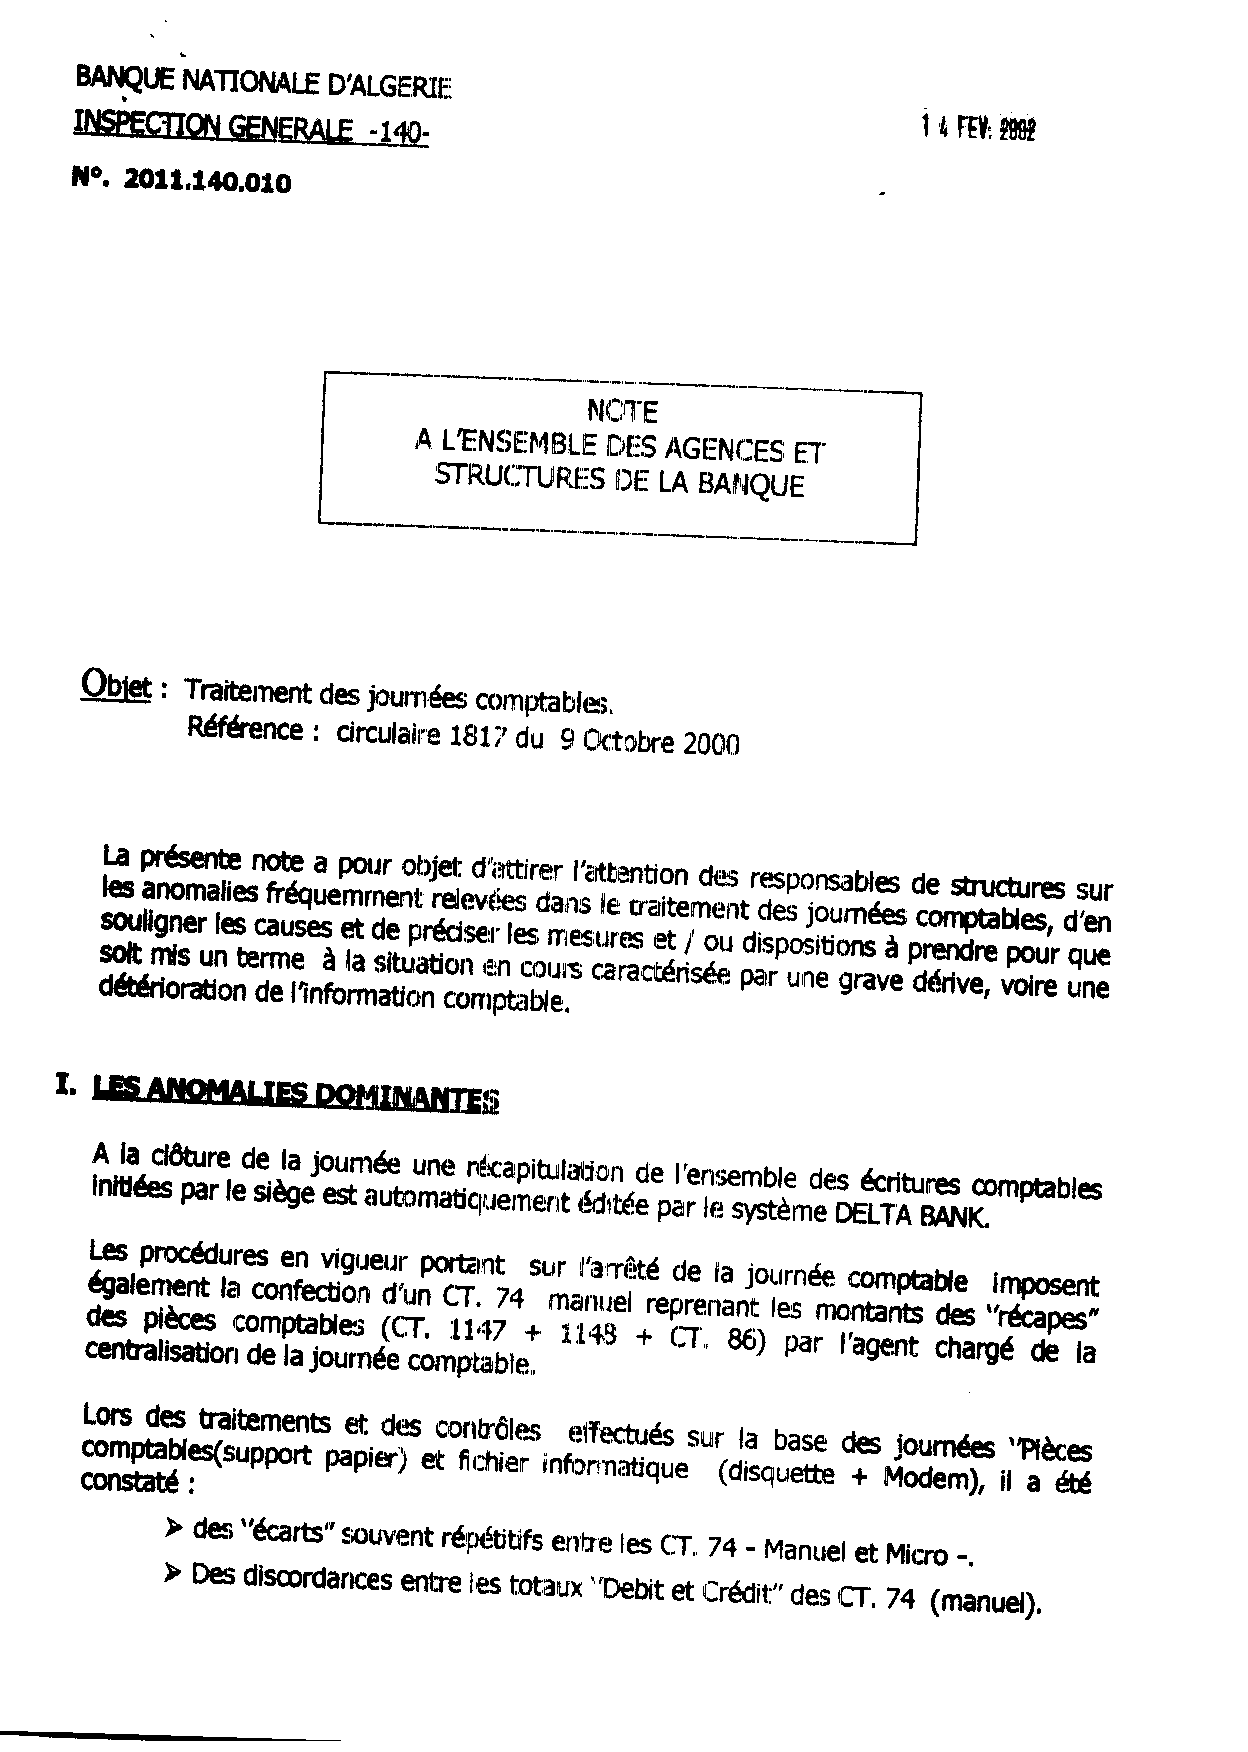 BANQUE NATIONALE D'ALGERIE
INSPECTION GENERALE -140-
14 FEV. 2002
N°. 2011.140.010
NOTE
A L'ENSEMBLE DES AGENCES ET
STRUCTURES DE LA BANQUE
Objet : Traitement des journées comptables.
Référence : circulaire 1817 du 9 Octobre 2000
La présente note a pour objet d'attirer l'attention des responsables de structures sur
les anomalies fréquemment relevées dans le traitement des journées comptables, d'en
souligner les causes et de préciser les mesures et / ou dispositions à prendre pour que
soit mis un terme à la situation en cours caractérisée par une grave dérive, voire une
détérioration de l'information comptable.
I. LES ANOMALIES DOMINANTES
A la clôture de la journée une récapitulation de l'ensemble des écritures comptables
initiées par le siège est automatiquement éditée par le système DELTA BANK.
Les procédures en vigueur portant sur l'arrêté de la journée comptable imposent
également la confection d'un CT. 74 manuel reprenant les montants des "récapes"
des pièces comptables (CT. 1147 + 1148 + CT. 86) par l'agent chargé de la
centralisation de la journée comptable.
Lors des traitements et des contrôles effectués sur la base des journées "Pièces
comptables(support papier) et fichier informatique (disquette + Modem), il a été
constaté :
➢ des "écarts" souvent répétitifs entre les CT. 74 - Manuel et Micro -.
➢ Des discordances entre les totaux "Debit et Crédit" des CT. 74 (manuel).